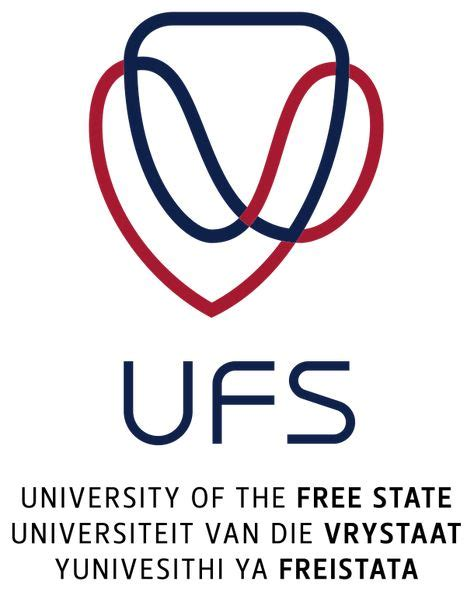 UFS
UNIVERSITY OF THE FREE STATE
UNIVERSITEIT VAN DIE VRYSTAAT
YUNIVESITHI YA FREISTATA